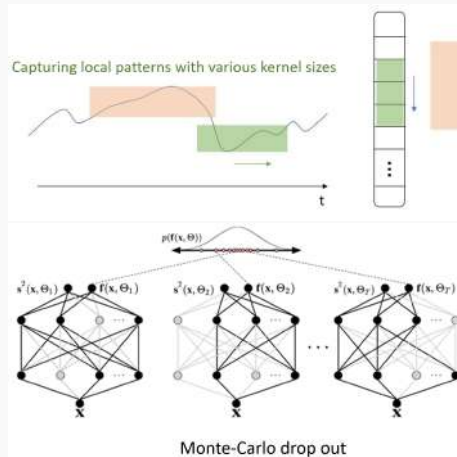 Capturing local patterns with various kernel sizes
t
p(f(x, Θ))
s²(x, Θ₁) f(x, Θ₁) s²(x, Θ₂) f(x, Θ₂) s²(x, Θ_T) f(x, Θ_T)
x x x
Monte-Carlo drop out